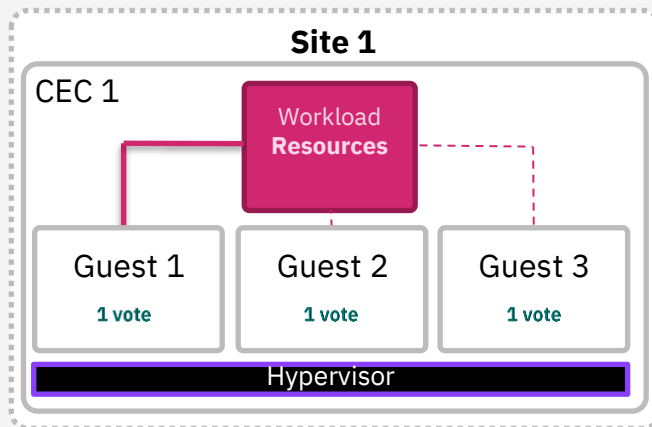 Site 1
CEC 1
Workload
Resources
Guest 1
1 vote
Guest 2
1 vote
Guest 3
1 vote
Hypervisor